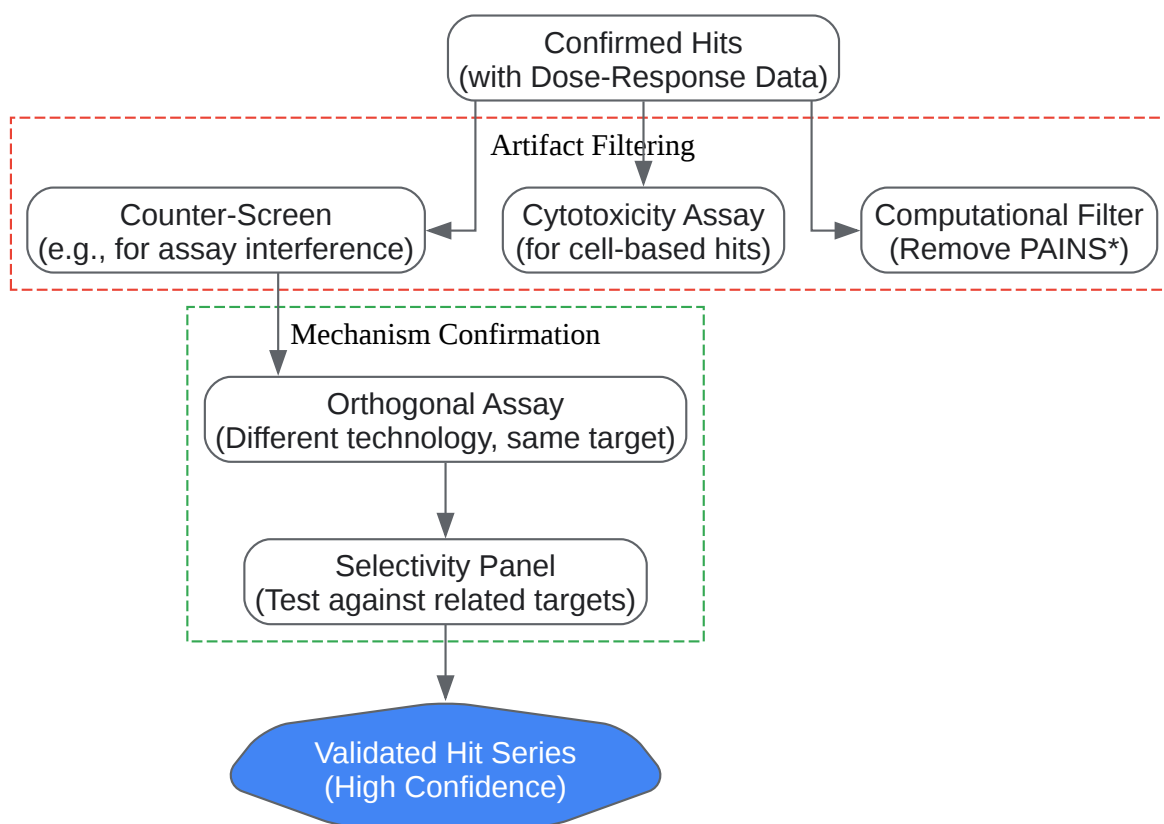 Confirmed Hits
(with Dose-Response Data)
Artifact Filtering
Counter-Screen
(e.g., for assay interference)
Cytotoxicity Assay
(for cell-based hits)
Computational Filter
(Remove PAINS*)
Mechanism Confirmation
Orthogonal Assay
(Different technology, same target)
Selectivity Panel
(Test against related targets)
Validated Hit Series
(High Confidence)